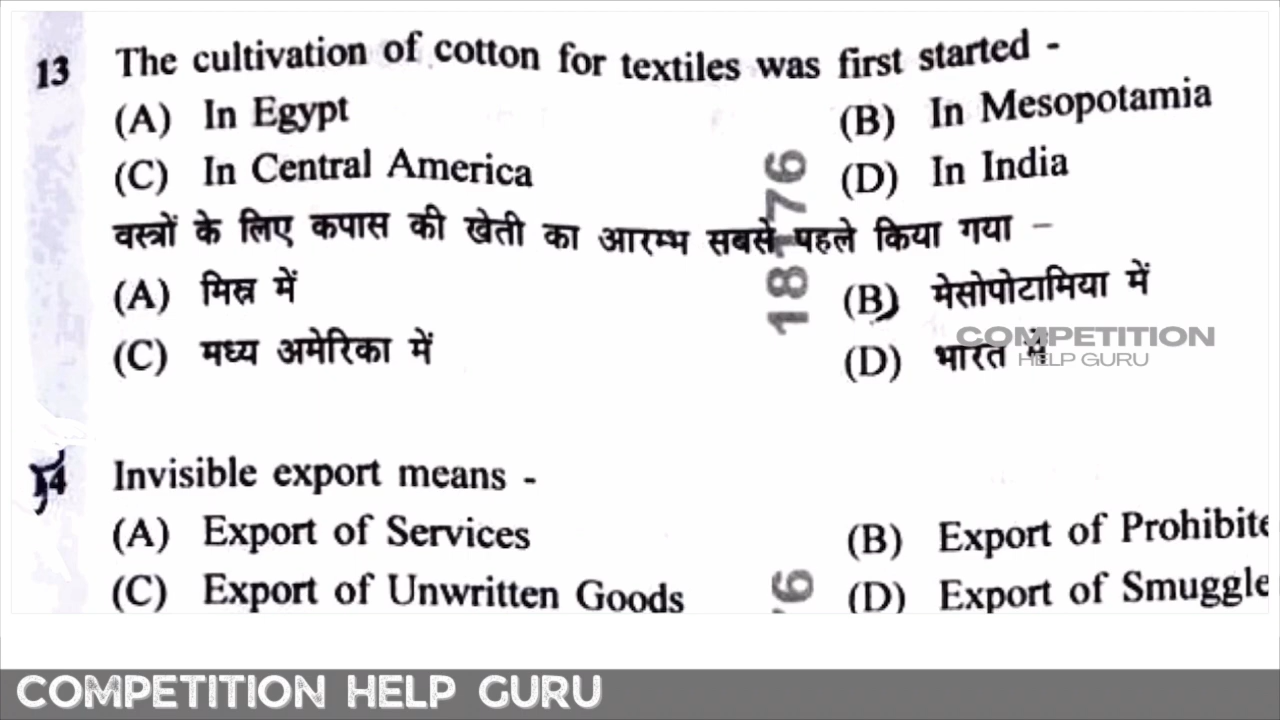 13 The cultivation of cotton for textiles was first started -
(A) In Egypt (B) In Mesopotamia
(C) In Central America (D) In India
वस्त्रों के लिए कपास की खेती का आरम्भ सबसे पहले किया गया –
(A) मिस्र में (B) मेसोपोटामिया में
(C) मध्य अमेरिका में (D) भारत में
COMPETITION
HELP GURU
181176
14 Invisible export means -
(A) Export of Services (B) Export of Prohibite
(C) Export of Unwritten Goods (D) Export of Smuggle
COMPETITION HELP GURU